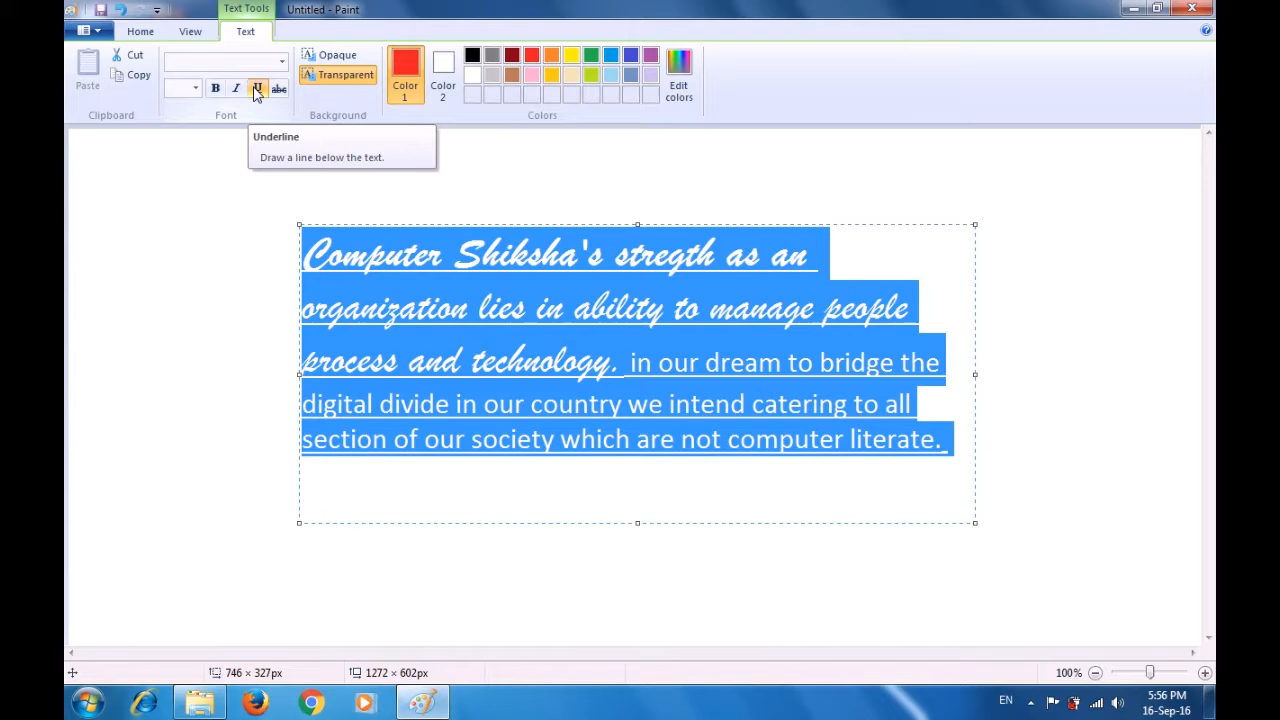 Text Tools
Untitled - Paint
Home
View
Text
Paste
Cut
Copy
Clipboard
B I U abc
Font
Opaque
Transparent
Background
Color 1
Color 2
Edit colors
Colors
Underline
Draw a line below the text.
Computer Shiksha's stregth as an
organization lies in ability to manage people
process and technology. in our dream to bridge the
digital divide in our country we intend catering to all
section of our society which are not computer literate.
746 × 327px
1272 × 602px
100%
EN
5:56 PM
16-Sep-16